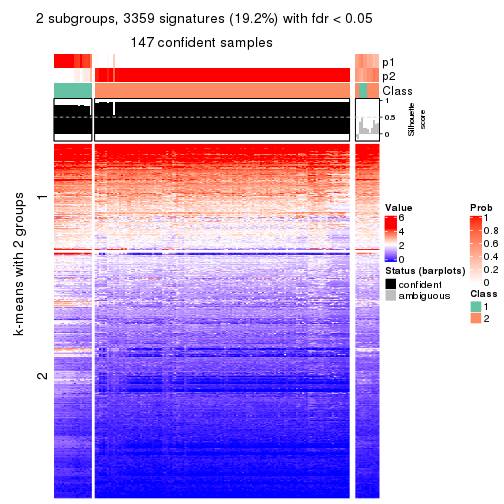 2 subgroups, 3359 signatures (19.2%) with fdr < 0.05
147 confident samples
p1
p2
Class
1
0.5
0
Silhouette
score
k-means with 2 groups
1
2
Value
6
4
2
0
Status (barplots)
confident
ambiguous
Prob
1
0.8
0.6
0.4
0.2
0
Class
1
2